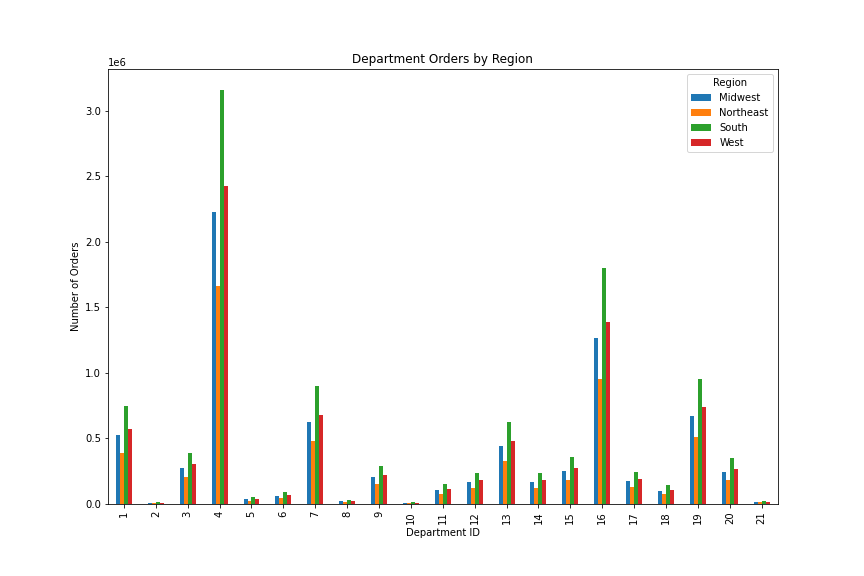 Department Orders by Region
1e6
Region
Midwest
Northeast
South
West
3.0
2.5
2.0
1.5
1.0
0.5
0.0
Number of Orders
1 2 3 4 5 6 7 8 9 10 11 12 13 14 15 16 17 18 19 20 21
Department ID